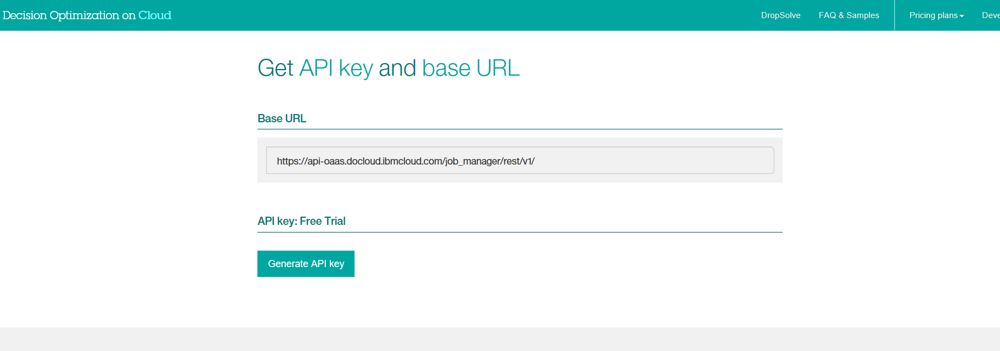 Decision Optimization on Cloud
DropSolve FAQ & Samples Pricing plans
Get API key and base URL
Base URL
https://api-oaas.docloud.ibmcloud.com/job_manager/rest/v1/
API key: Free Trial
Generate API key